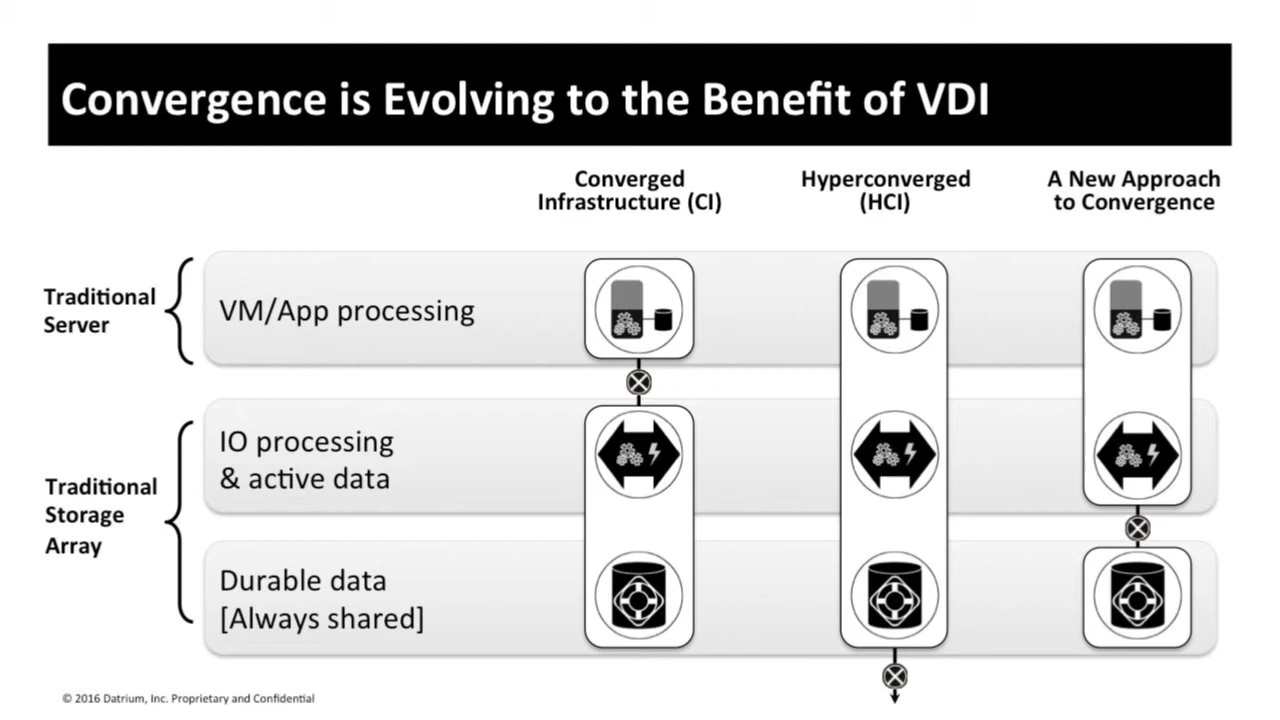 Convergence is Evolving to the Benefit of VDI
Converged
Infrastructure (CI)
Hyperconverged
(HCI)
A New Approach
to Convergence
Traditional
Server
VM/App processing
Traditional
Storage
Array
IO processing
& active data
Durable data
[Always shared]
© 2016 Datrium, Inc. Proprietary and Confidential